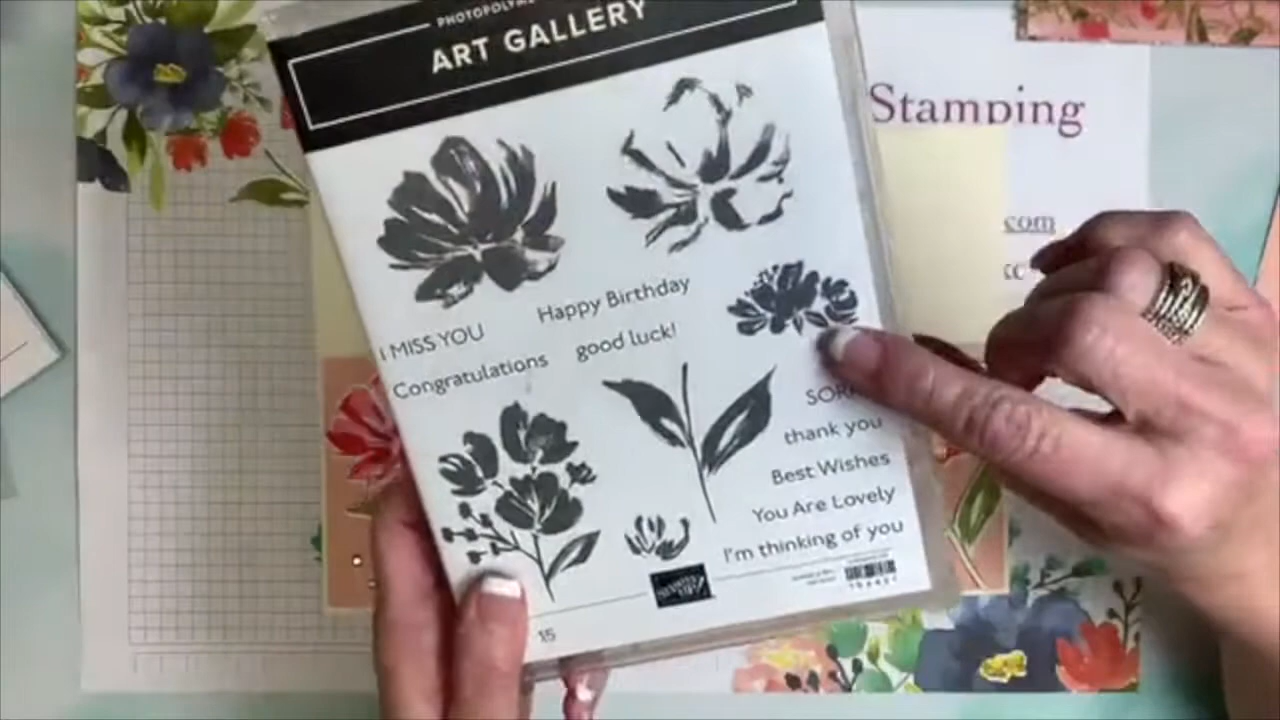 ART GALLERY
Stamping
.com
Happy Birthday
I MISS YOU
good luck!
Congratulations
thank you
Best Wishes
You Are Lovely
I'm thinking of you
15